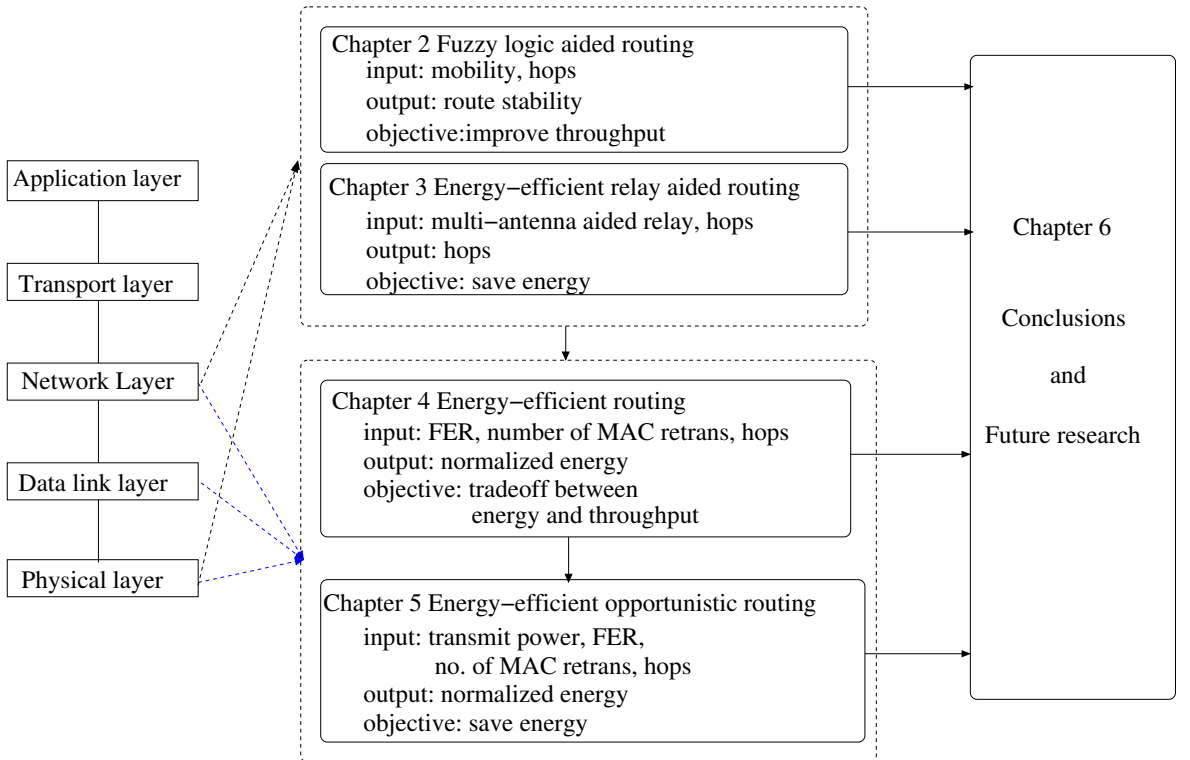 Application layer
Transport layer
Network Layer
Data link layer
Physical layer
Chapter 2 Fuzzy logic aided routing
input: mobility, hops
output: route stability
objective:improve throughput
Chapter 3 Energy−efficient relay aided routing
input: multi−antenna aided relay, hops
output: hops
objective: save energy
Chapter 4 Energy−efficient routing
input: FER, number of MAC retrans, hops
output: normalized energy
objective: tradeoff between
energy and throughput
Chapter 5 Energy−efficient opportunistic routing
input: transmit power, FER,
no. of MAC retrans, hops
output: normalized energy
objective: save energy
Chapter 6
Conclusions
and
Future research